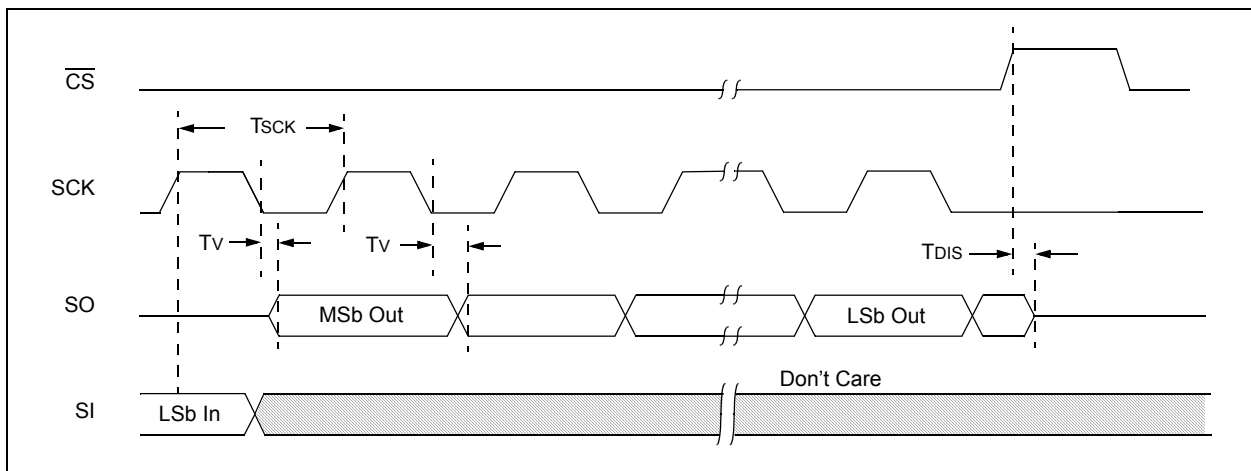 CS
TSCK
SCK
TV
TV
TDIS
SO
MSb Out
LSb Out
Don't Care
SI
LSb In